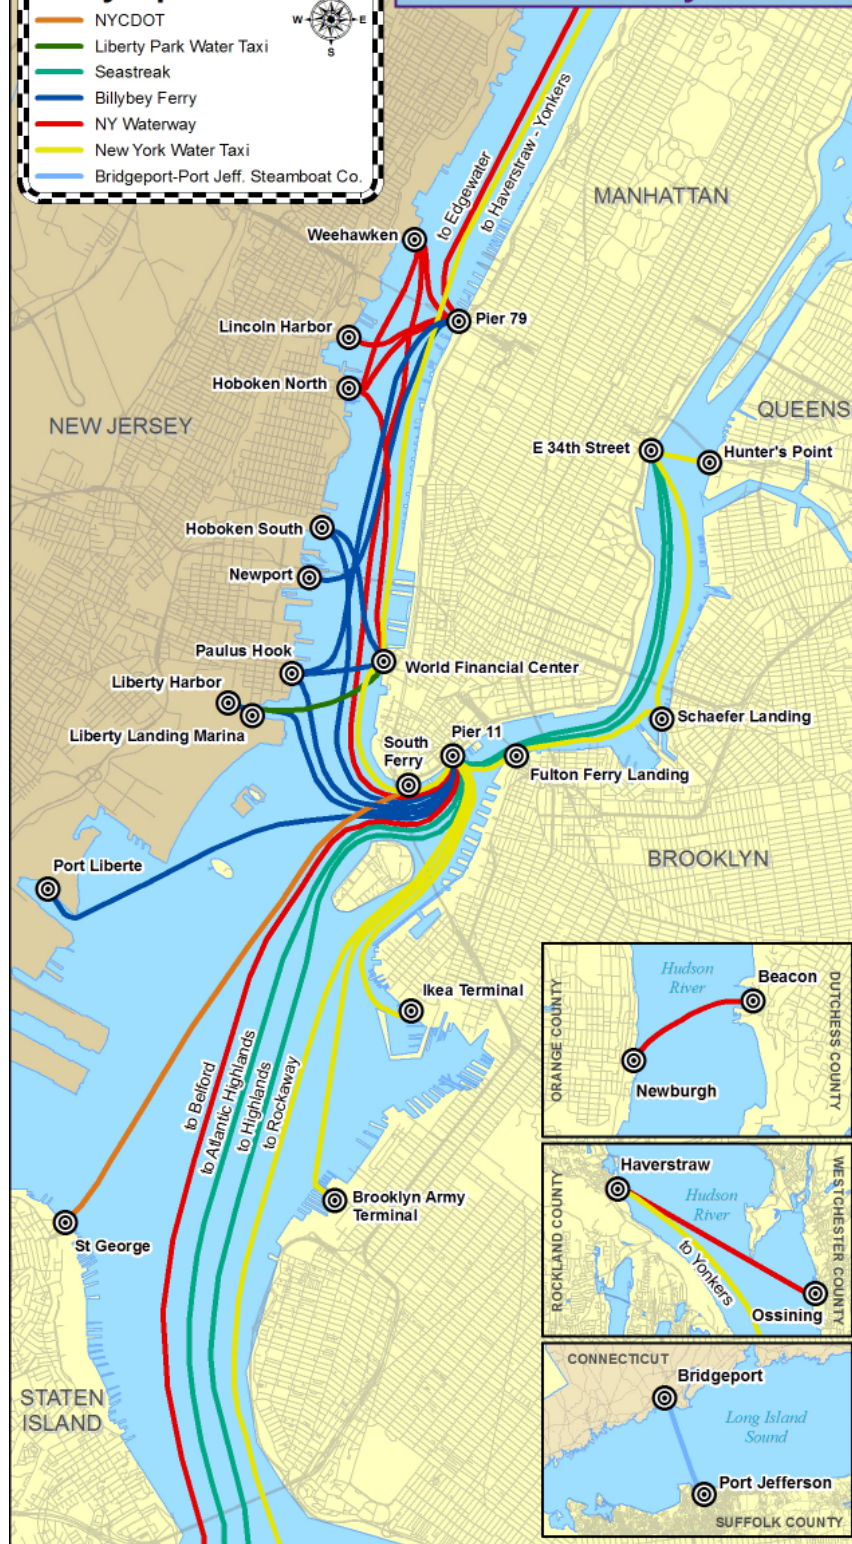 NYCDOT
Liberty Park Water Taxi
Seastreak
Billybey Ferry
NY Waterway
New York Water Taxi
Bridgeport-Port Jeff. Steamboat Co.
W
E
S
to Edgewater
to Haverstraw - Yonkers
MANHATTAN
Weehawken
Lincoln Harbor
Pier 79
Hoboken North
NEW JERSEY
QUEENS
E 34th Street
Hunter's Point
Hoboken South
Newport
Paulus Hook
World Financial Center
Liberty Harbor
Liberty Landing Marina
Schaefer Landing
South
Ferry
Pier 11
Fulton Ferry Landing
BROOKLYN
Port Liberte
Ikea Terminal
to Belford
to Atlantic Highlands
to Highlands
to Rockaway
Brooklyn Army
Terminal
St George
STATEN
ISLAND
ORANGE COUNTY
Hudson
River
Beacon
DUTCHESS COUNTY
Newburgh
ROCKLAND COUNTY
Haverstraw
Hudson
River
WESTCHESTER COUNTY
to Yonkers
Ossining
CONNECTICUT
Bridgeport
Long Island
Sound
Port Jefferson
SUFFOLK COUNTY